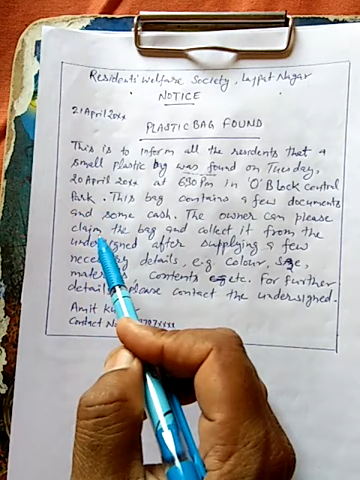 Residents Welfare Society, Lajpat Nagar
NOTICE
21 April 20xx
PLASTIC BAG FOUND
This is to inform all the residents that a
small plastic bag was found on Tuesday,
20 April 20xx at 6:30 Pm in 'O' Block central
Park. This bag contains a few documents
and some cash. The owner can please
claim the bag and collect it from the
undersigned after supplying a few
necessary details, e.g. Colour, Size,
Contents etc. For further
details please contact the undersigned.
Amit
Contact No.